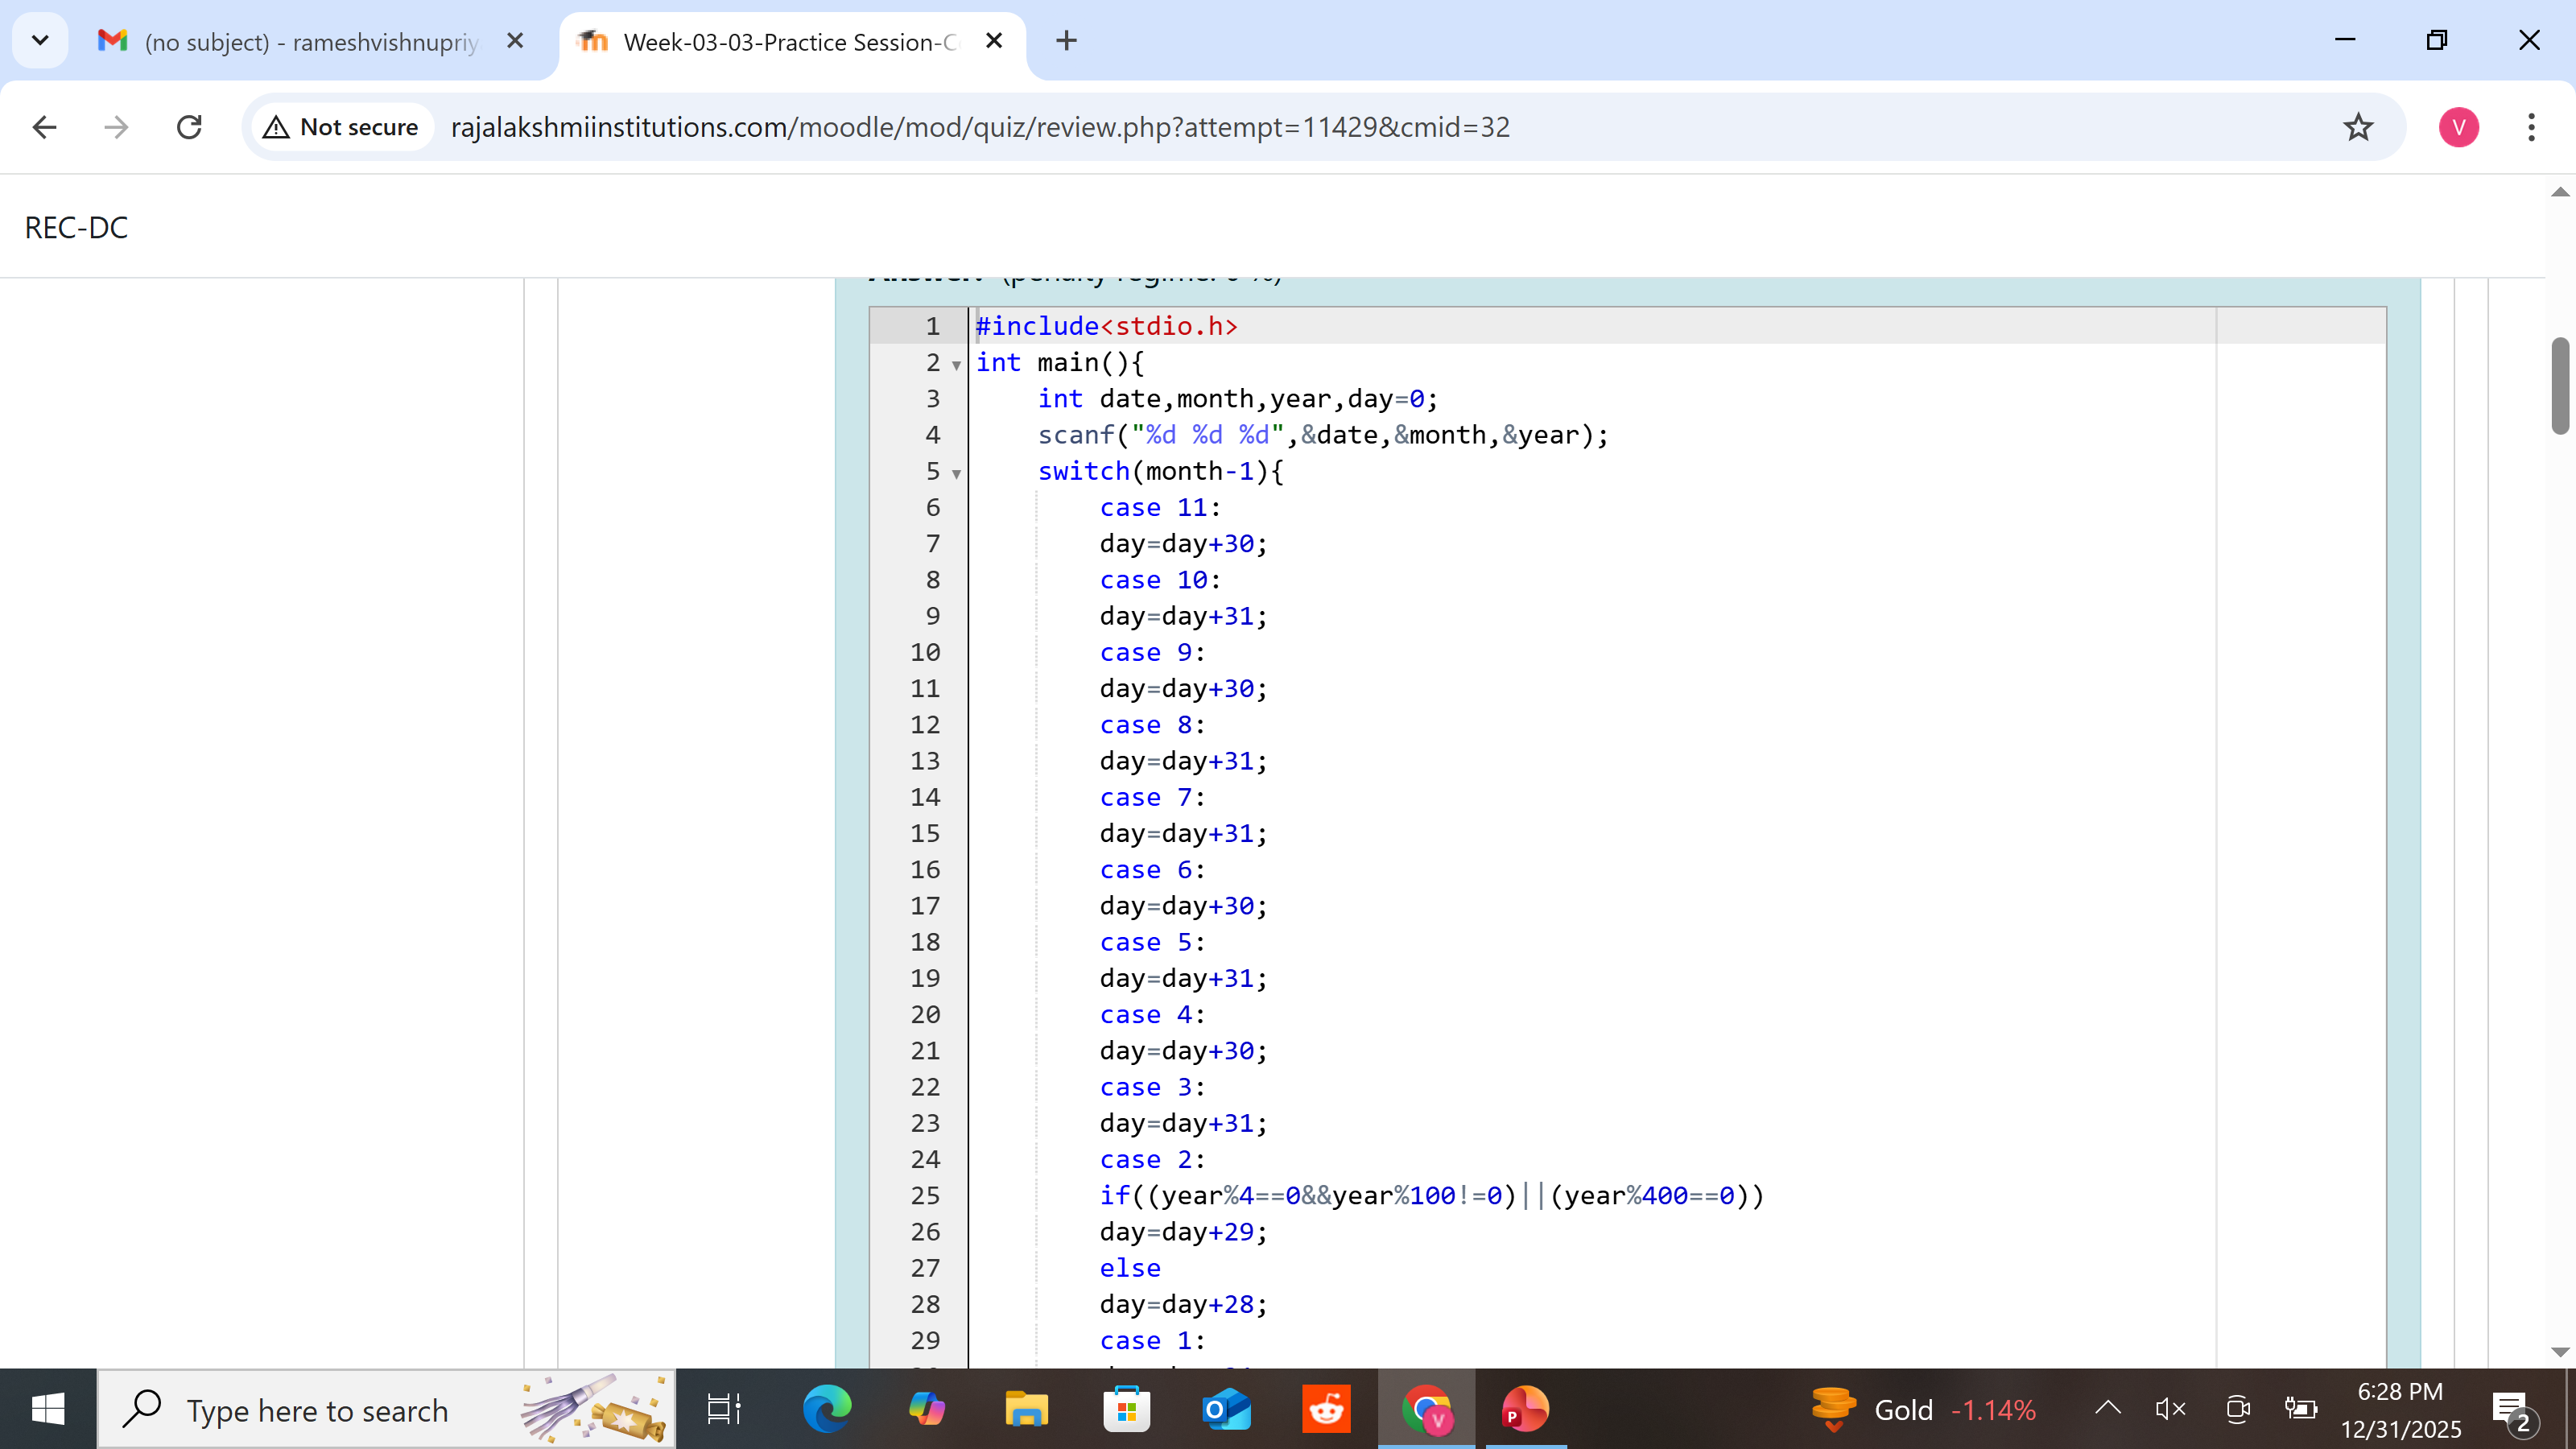 (no subject) - rameshvishnupriy
Week-03-03-Practice Session-C
Not secure
rajalakshmiinstitutions.com/moodle/mod/quiz/review.php?attempt=11429&cmid=32
V
REC-DC
1 #include<stdio.h>
2 int main(){
3 int date,month,year,day=0;
4 scanf("%d %d %d",&date,&month,&year);
5 switch(month-1){
6 case 11:
7 day=day+30;
8 case 10:
9 day=day+31;
10 case 9:
11 day=day+30;
12 case 8:
13 day=day+31;
14 case 7:
15 day=day+31;
16 case 6:
17 day=day+30;
18 case 5:
19 day=day+31;
20 case 4:
21 day=day+30;
22 case 3:
23 day=day+31;
24 case 2:
25 if((year%4==0&&year%100!=0)||(year%400==0))
26 day=day+29;
27 else
28 day=day+28;
29 case 1:
Type here to search
Gold -1.14%
6:28 PM
12/31/2025
2